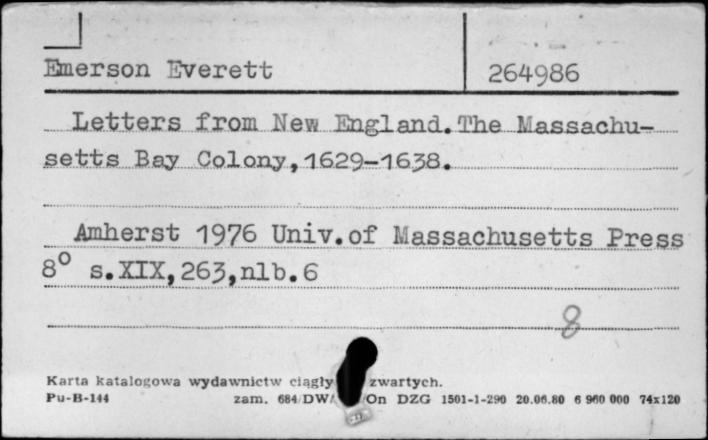 Emerson Everett
264986
Letters from New England.The Massachu-
setts Bay Colony,1629-1638.
Amherst 1976 Univ.of Massachusetts Press
8° s.XIX,263,nlb.6
8
Karta katalogowa wydawnictw ciągły zwartych.
Pu-B-144 zam. 684/DW/ /On DZG 1501-1-290 20.06.80 6 960 000 74x120